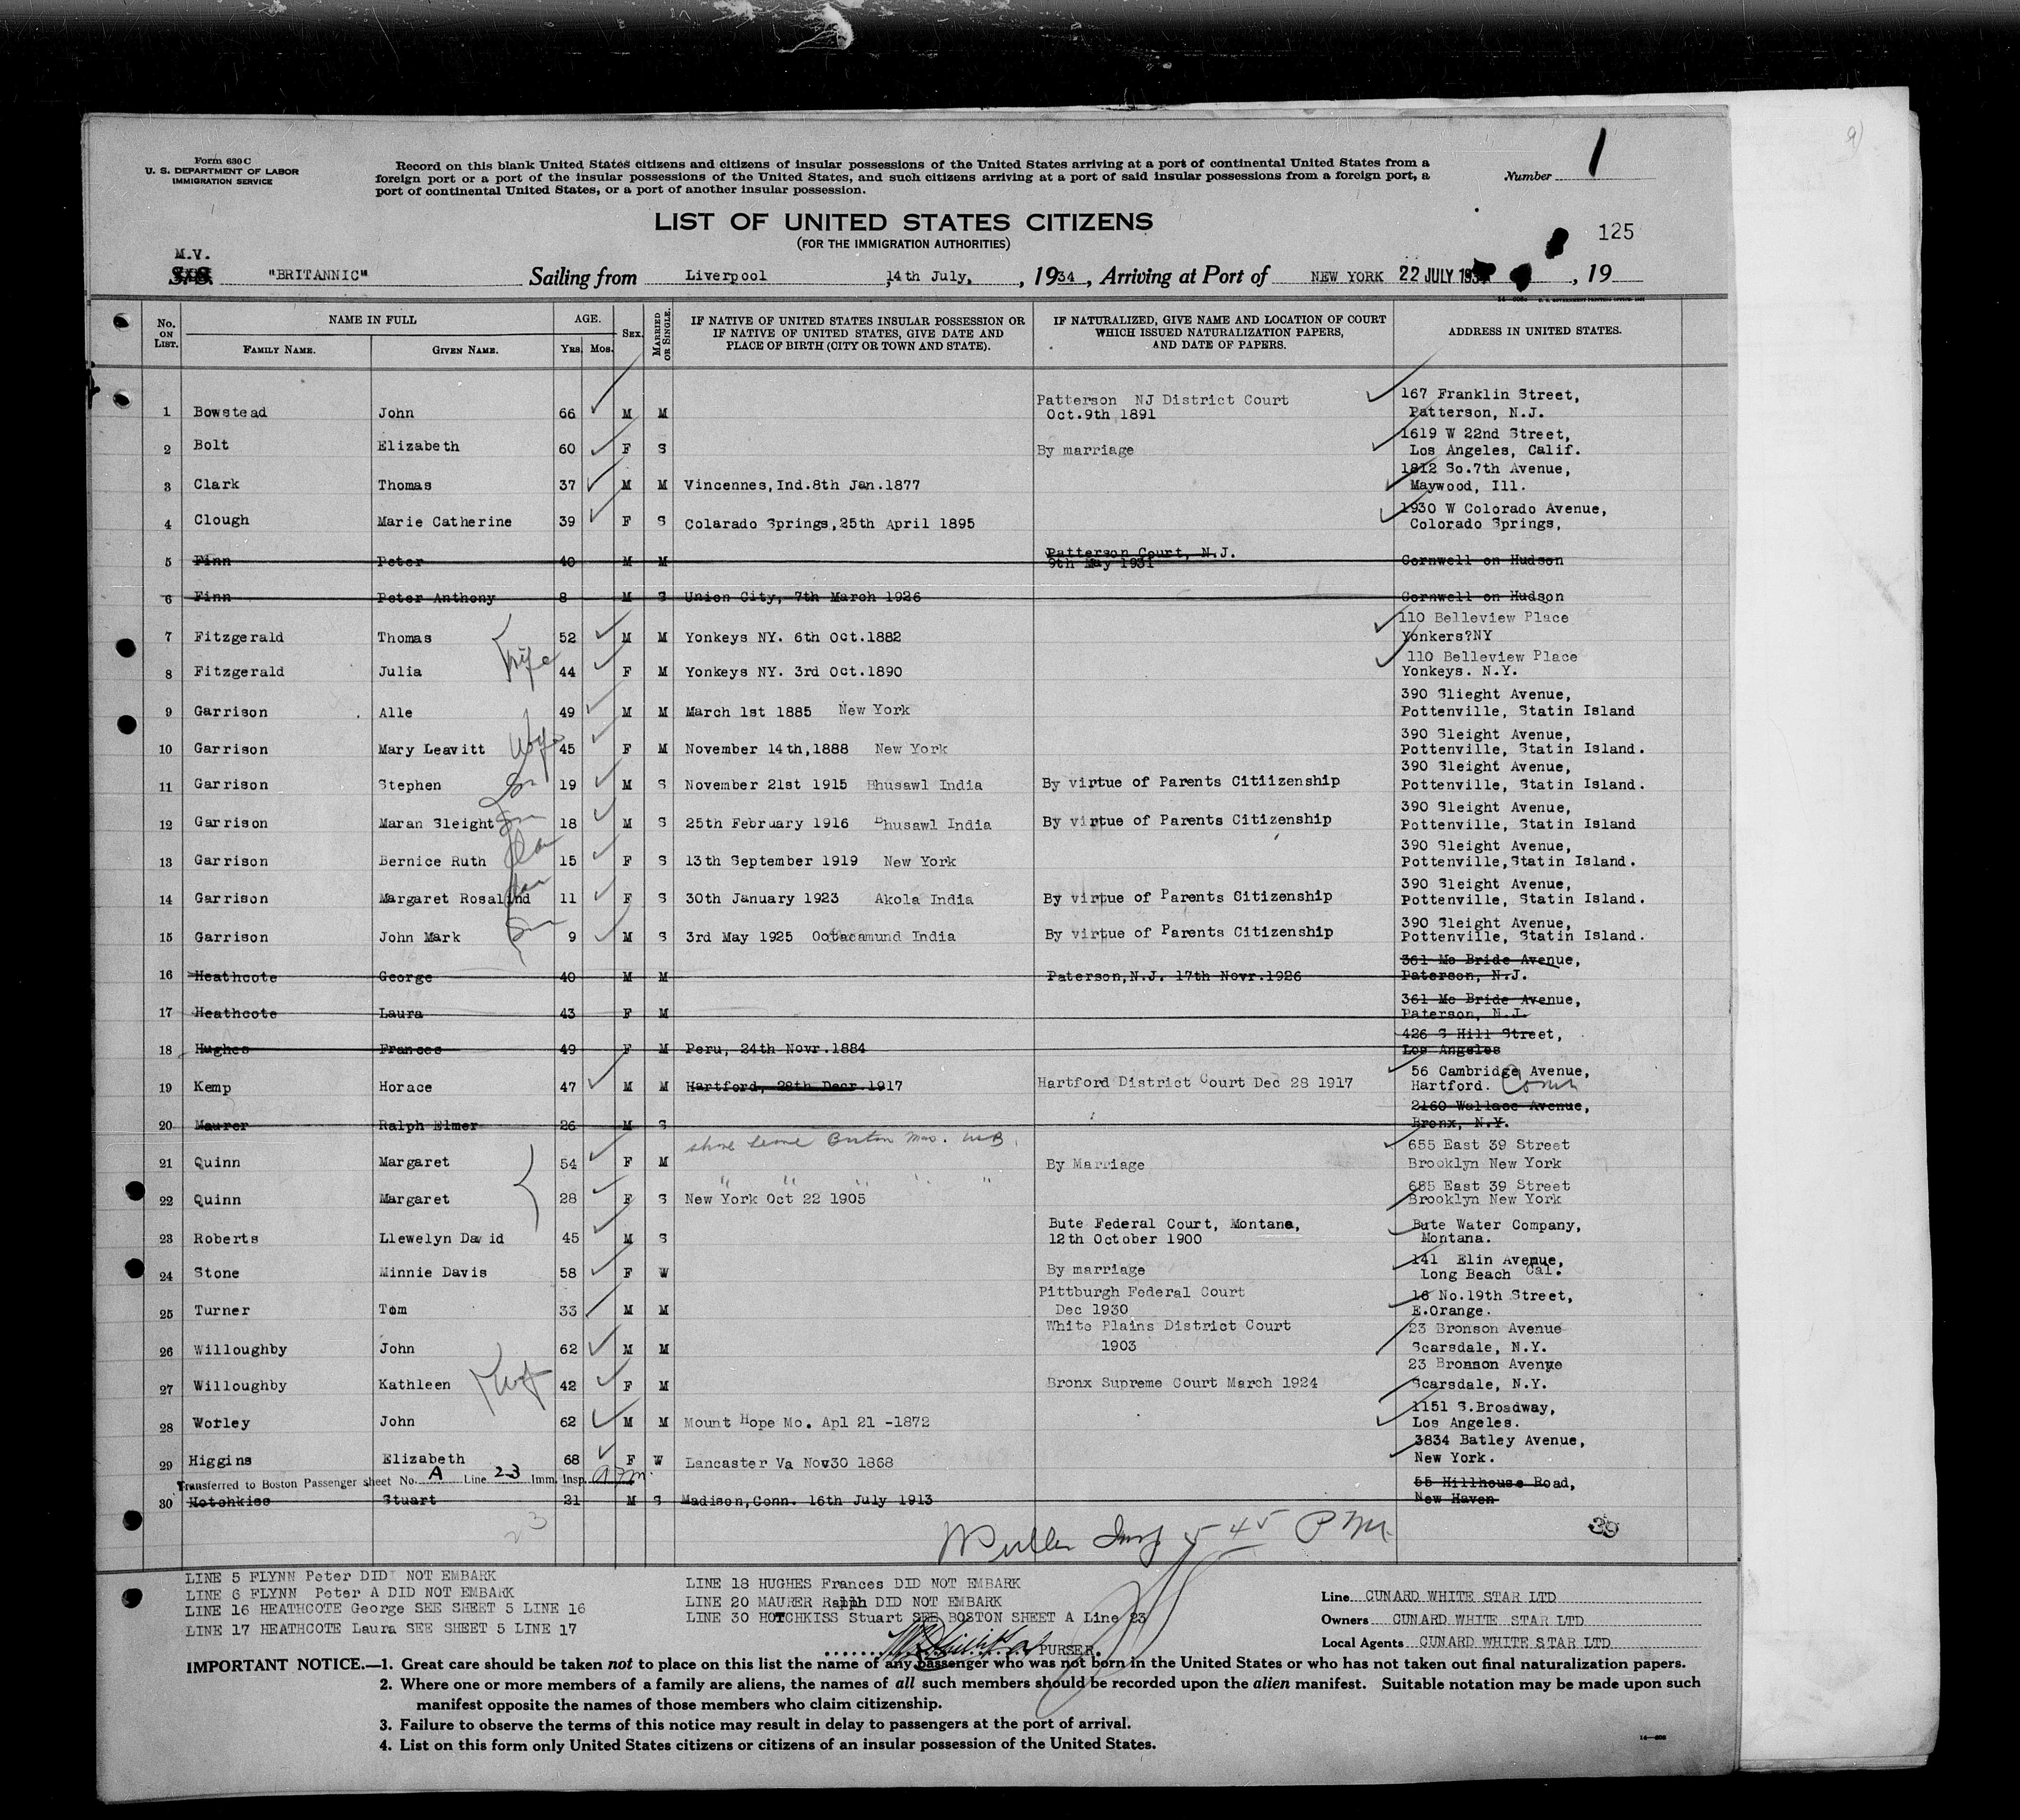 Form 630 C
U. S. DEPARTMENT OF LABOR
IMMIGRATION SERVICE
Record on this blank United States citizens and citizens of insular possessions of the United States arriving at a port of continental United States from a
foreign port or a port of the insular possessions of the United States, and such citizens arriving at a port of said insular possessions from a foreign port, a
port of continental United States, or a port of another insular possession.
Number 1
LIST OF UNITED STATES CITIZENS
(FOR THE IMMIGRATION AUTHORITIES)
125
M.V.
S.S. "BRITANNIC" Sailing from Liverpool 14th July, , 1934, Arriving at Port of NEW YORK 22 JULY 193 , 19
No. ON LIST. NAME IN FULL AGE. SEX. MARRIED OR SINGLE. IF NATIVE OF UNITED STATES INSULAR POSSESSION OR IF NATIVE OF UNITED STATES, GIVE DATE AND PLACE OF BIRTH (CITY OR TOWN AND STATE). IF NATURALIZED, GIVE NAME AND LOCATION OF COURT WHICH ISSUED NATURALIZATION PAPERS, AND DATE OF PAPERS. ADDRESS IN UNITED STATES.
FAMILY NAME. GIVEN NAME. YRS. MOS.
1 Bowstead John 66 M M Patterson NJ District Court Oct.9th 1891 167 Franklin Street, Patterson, N.J.
2 Bolt Elizabeth 60 F S By marriage 1619 W 22nd Street, Los Angeles, Calif.
3 Clark Thomas 37 M M Vincennes,Ind.8th Jan.1877 1812 So.7th Avenue, Maywood, Ill.
4 Clough Marie Catherine 39 F S Colarado Springs,25th April 1895 1930 W Colorado Avenue, Colorado Springs,
5 Finn Peter 40 M M Patterson Court, N.J. 9th May 1931 Cornwell on Hudson
6 Finn Peter Anthony 8 M S Union City, 7th March 1926 Cornwell on Hudson
7 Fitzgerald Thomas 52 M M Yonkeys NY. 6th Oct.1882 110 Belleview Place Yonkers?NY
8 Fitzgerald Julia Wife 44 F M Yonkeys NY. 3rd Oct.1890 110 Belleview Place Yonkeys. N.Y.
9 Garrison Alle 49 M M March 1st 1885 New York 390 Slieght Avenue, Pottenville, Statin Island
10 Garrison Mary Leavitt Wife 45 F M November 14th,1888 New York 390 Sleight Avenue, Pottenville, Statin Island.
11 Garrison Stephen Sn 19 M S November 21st 1915 Bhusawl India By virtue of Parents Citiizenship 390 Sleight Avenue, Pottenville, Statin Island.
12 Garrison Maran Sleight Sn 18 M S 25th February 1916 Bhusawl India By virtue of Parents Citizenship 390 Sleight Avenue, Pottenville, Statin Island
13 Garrison Bernice Ruth Da 15 F S 13th September 1919 New York 390 Sleight Avenue, Pottenville,Statin Island.
14 Garrison Margaret Rosalind Da 11 F S 30th January 1923 Akola India By virtue of Parents Citizenship 390 Sleight Avenue, Pottenville, Statin Island.
15 Garrison John Mark Sn 9 M S 3rd May 1925 Ootacamund India By virtue of Parents Citizenship 390 Sleight Avenue, Pottenville, Statin Island.
16 Heathcote George 40 M M Paterson,N.J. 17th Novr.1926 361 Mc Bride Avenue, Paterson, N.J.
17 Heathcote Laura 43 F M 361 Mc Bride Avenue, Paterson, N.J.
18 Hughes Frances 49 F M Peru, 24th Novr.1884 426 S Hill Street, Los Angeles
19 Kemp Horace 47 M M Hartford, 28th Decr 1917 Hartford District Court Dec 28 1917 56 Cambridge Avenue, Hartford. Conn
20 Maurer Ralph Elmer 26 M S 2160 Wallace Avenue, Bronx, N.Y.
shore leave Boston Mas.
21 Quinn Margaret 54 F M By Marriage 655 East 39 Street Brooklyn New York
" " " " "
22 Quinn Margaret 28 F S New York Oct 22 1905 685 East 39 Street Brooklyn New York
23 Roberts Llewelyn David 45 M S Bute Federal Court, Montana, 12th October 1900 Bute Water Company, Montana.
24 Stone Minnie Davis 58 F W By marriage 141 Elin Avenue, Long Beach Cal.
25 Turner Tom 33 M M Pittburgh Federal Court Dec 1930 16 No.19th Street, E.Orange.
26 Willoughby John 62 M M White Plains District Court 1903 23 Bronson Avenue Scarsdale, N.Y.
27 Willoughby Kathleen Wf 42 F M Bronx Supreme Court March 1924 23 Bronson Avenue Scarsdale, N.Y.
28 Worley John 62 M M Mount Hope Mo. Apl 21 -1872 1151 S.Broadway, Los Angeles.
29 Higgins Elizabeth 68 F W Lancaster Va Nov30 1868 3834 Batley Avenue, New York.
Transferred to Boston Passenger sheet No. A Line 23 Imm. Insp.
30 Hotchkiss Stuart 21 M S Madison,Conn. 16th July 1913 55 Hillhouse Road, New Haven
23
Insp 5 45 P M. 39
LINE 5 FLYNN Peter DID NOT EMBARK
LINE 6 FLYNN Peter A DID NOT EMBARK
LINE 16 HEATHCOTE George SEE SHEET 5 LINE 16
LINE 17 HEATHCOTE Laura SEE SHEET 5 LINE 17
LINE 18 HUGHES Frances DID NOT EMBARK
LINE 20 MAURER Ralph DID NOT EMBARK
LINE 30 HOTCHKISS Stuart SEE BOSTON SHEET A Line 23
PURSER.
Line CUNARD WHITE STAR LTD
Owners CUNARD WHITE STAR LTD
Local Agents CUNARD WHITE STAR LTD
IMPORTANT NOTICE.—1. Great care should be taken not to place on this list the name of any passenger who was not born in the United States or who has not taken out final naturalization papers.
2. Where one or more members of a family are aliens, the names of all such members should be recorded upon the alien manifest. Suitable notation may be made upon such
manifest opposite the names of those members who claim citizenship.
3. Failure to observe the terms of this notice may result in delay to passengers at the port of arrival.
4. List on this form only United States citizens or citizens of an insular possession of the United States.